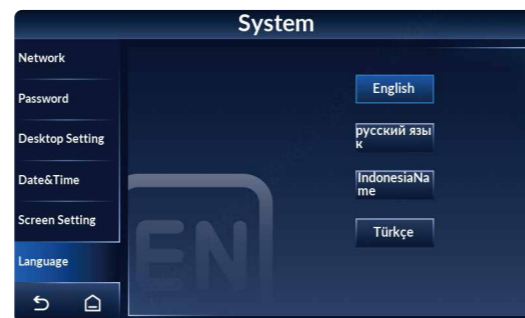 System
Network
Password
Desktop Setting
Date&Time
Screen Setting
Language
English
русский язы
к
IndonesiaNa
me
Türkçe
EN